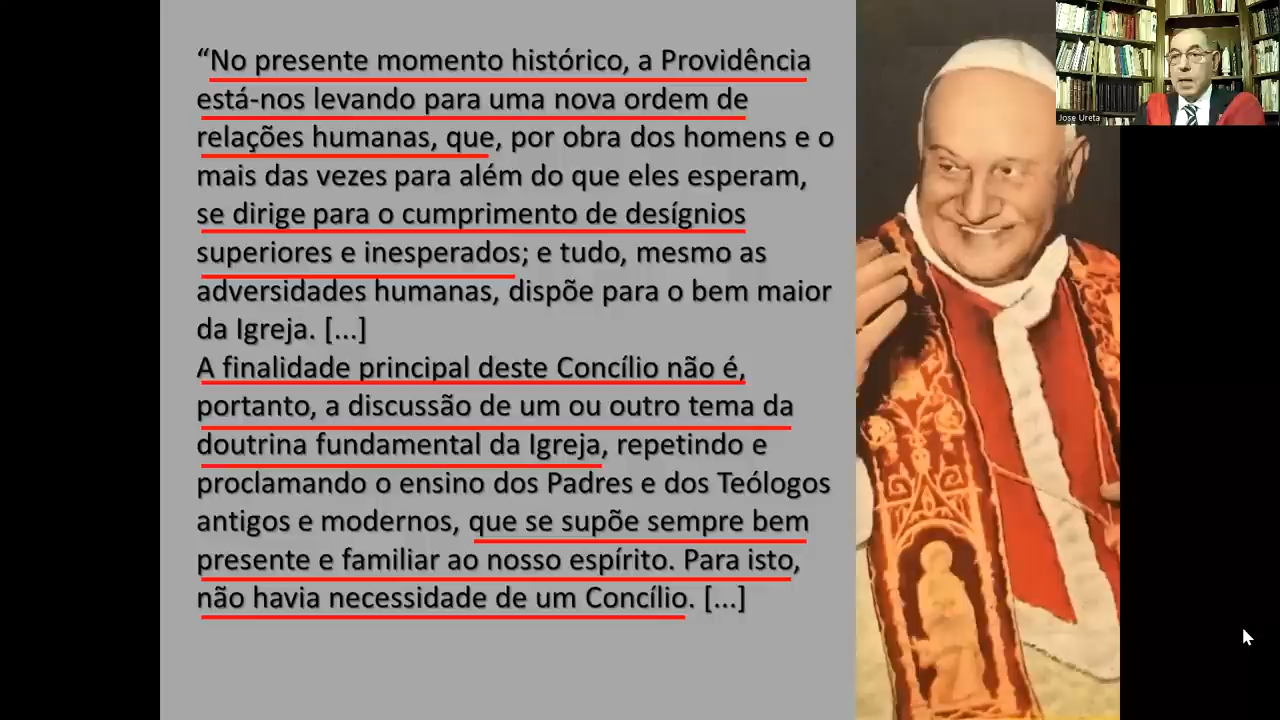 “No presente momento histórico, a Providência
está-nos levando para uma nova ordem de
relações humanas, que, por obra dos homens e o
mais das vezes para além do que eles esperam,
se dirige para o cumprimento de desígnios
superiores e inesperados; e tudo, mesmo as
adversidades humanas, dispõe para o bem maior
da Igreja. [...]
A finalidade principal deste Concílio não é,
portanto, a discussão de um ou outro tema da
doutrina fundamental da Igreja, repetindo e
proclamando o ensino dos Padres e dos Teólogos
antigos e modernos, que se supõe sempre bem
presente e familiar ao nosso espírito. Para isto,
não havia necessidade de um Concílio. [...]
Jose Ureta